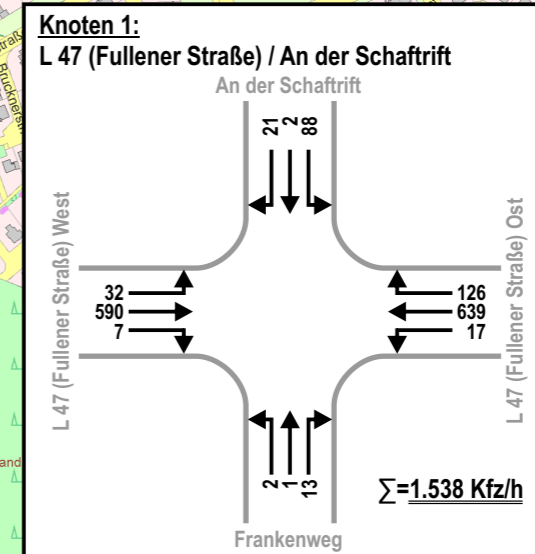 Knoten 1:
L 47 (Fullener Straße) / An der Schaftrift
An der Schaftrift
21
2
88
L 47 (Fullener Straße) West
32
590
7
126
639
17
L 47 (Fullener Straße) Ost
2
1
13
∑=1.538 Kfz/h
Frankenweg